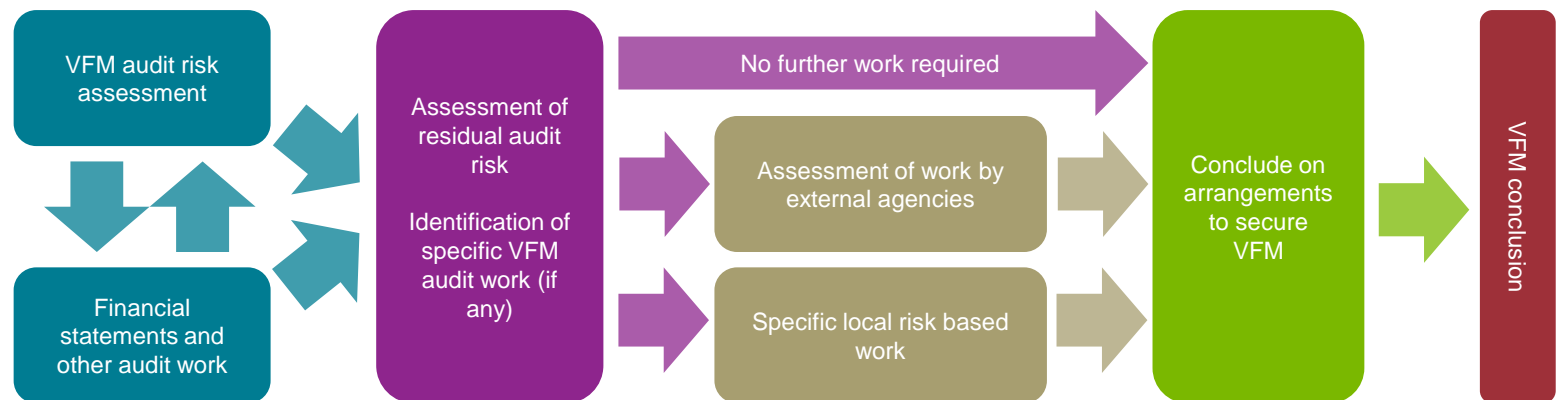 VFM audit risk
assessment
Financial
statements and
other audit work
Assessment of
residual audit
risk
Identification of
specific VFM
audit work (if
any)
No further work required
Assessment of work by
external agencies
Specific local risk based
work
Conclude on
arrangements
to secure
VFM
VFM conclusion